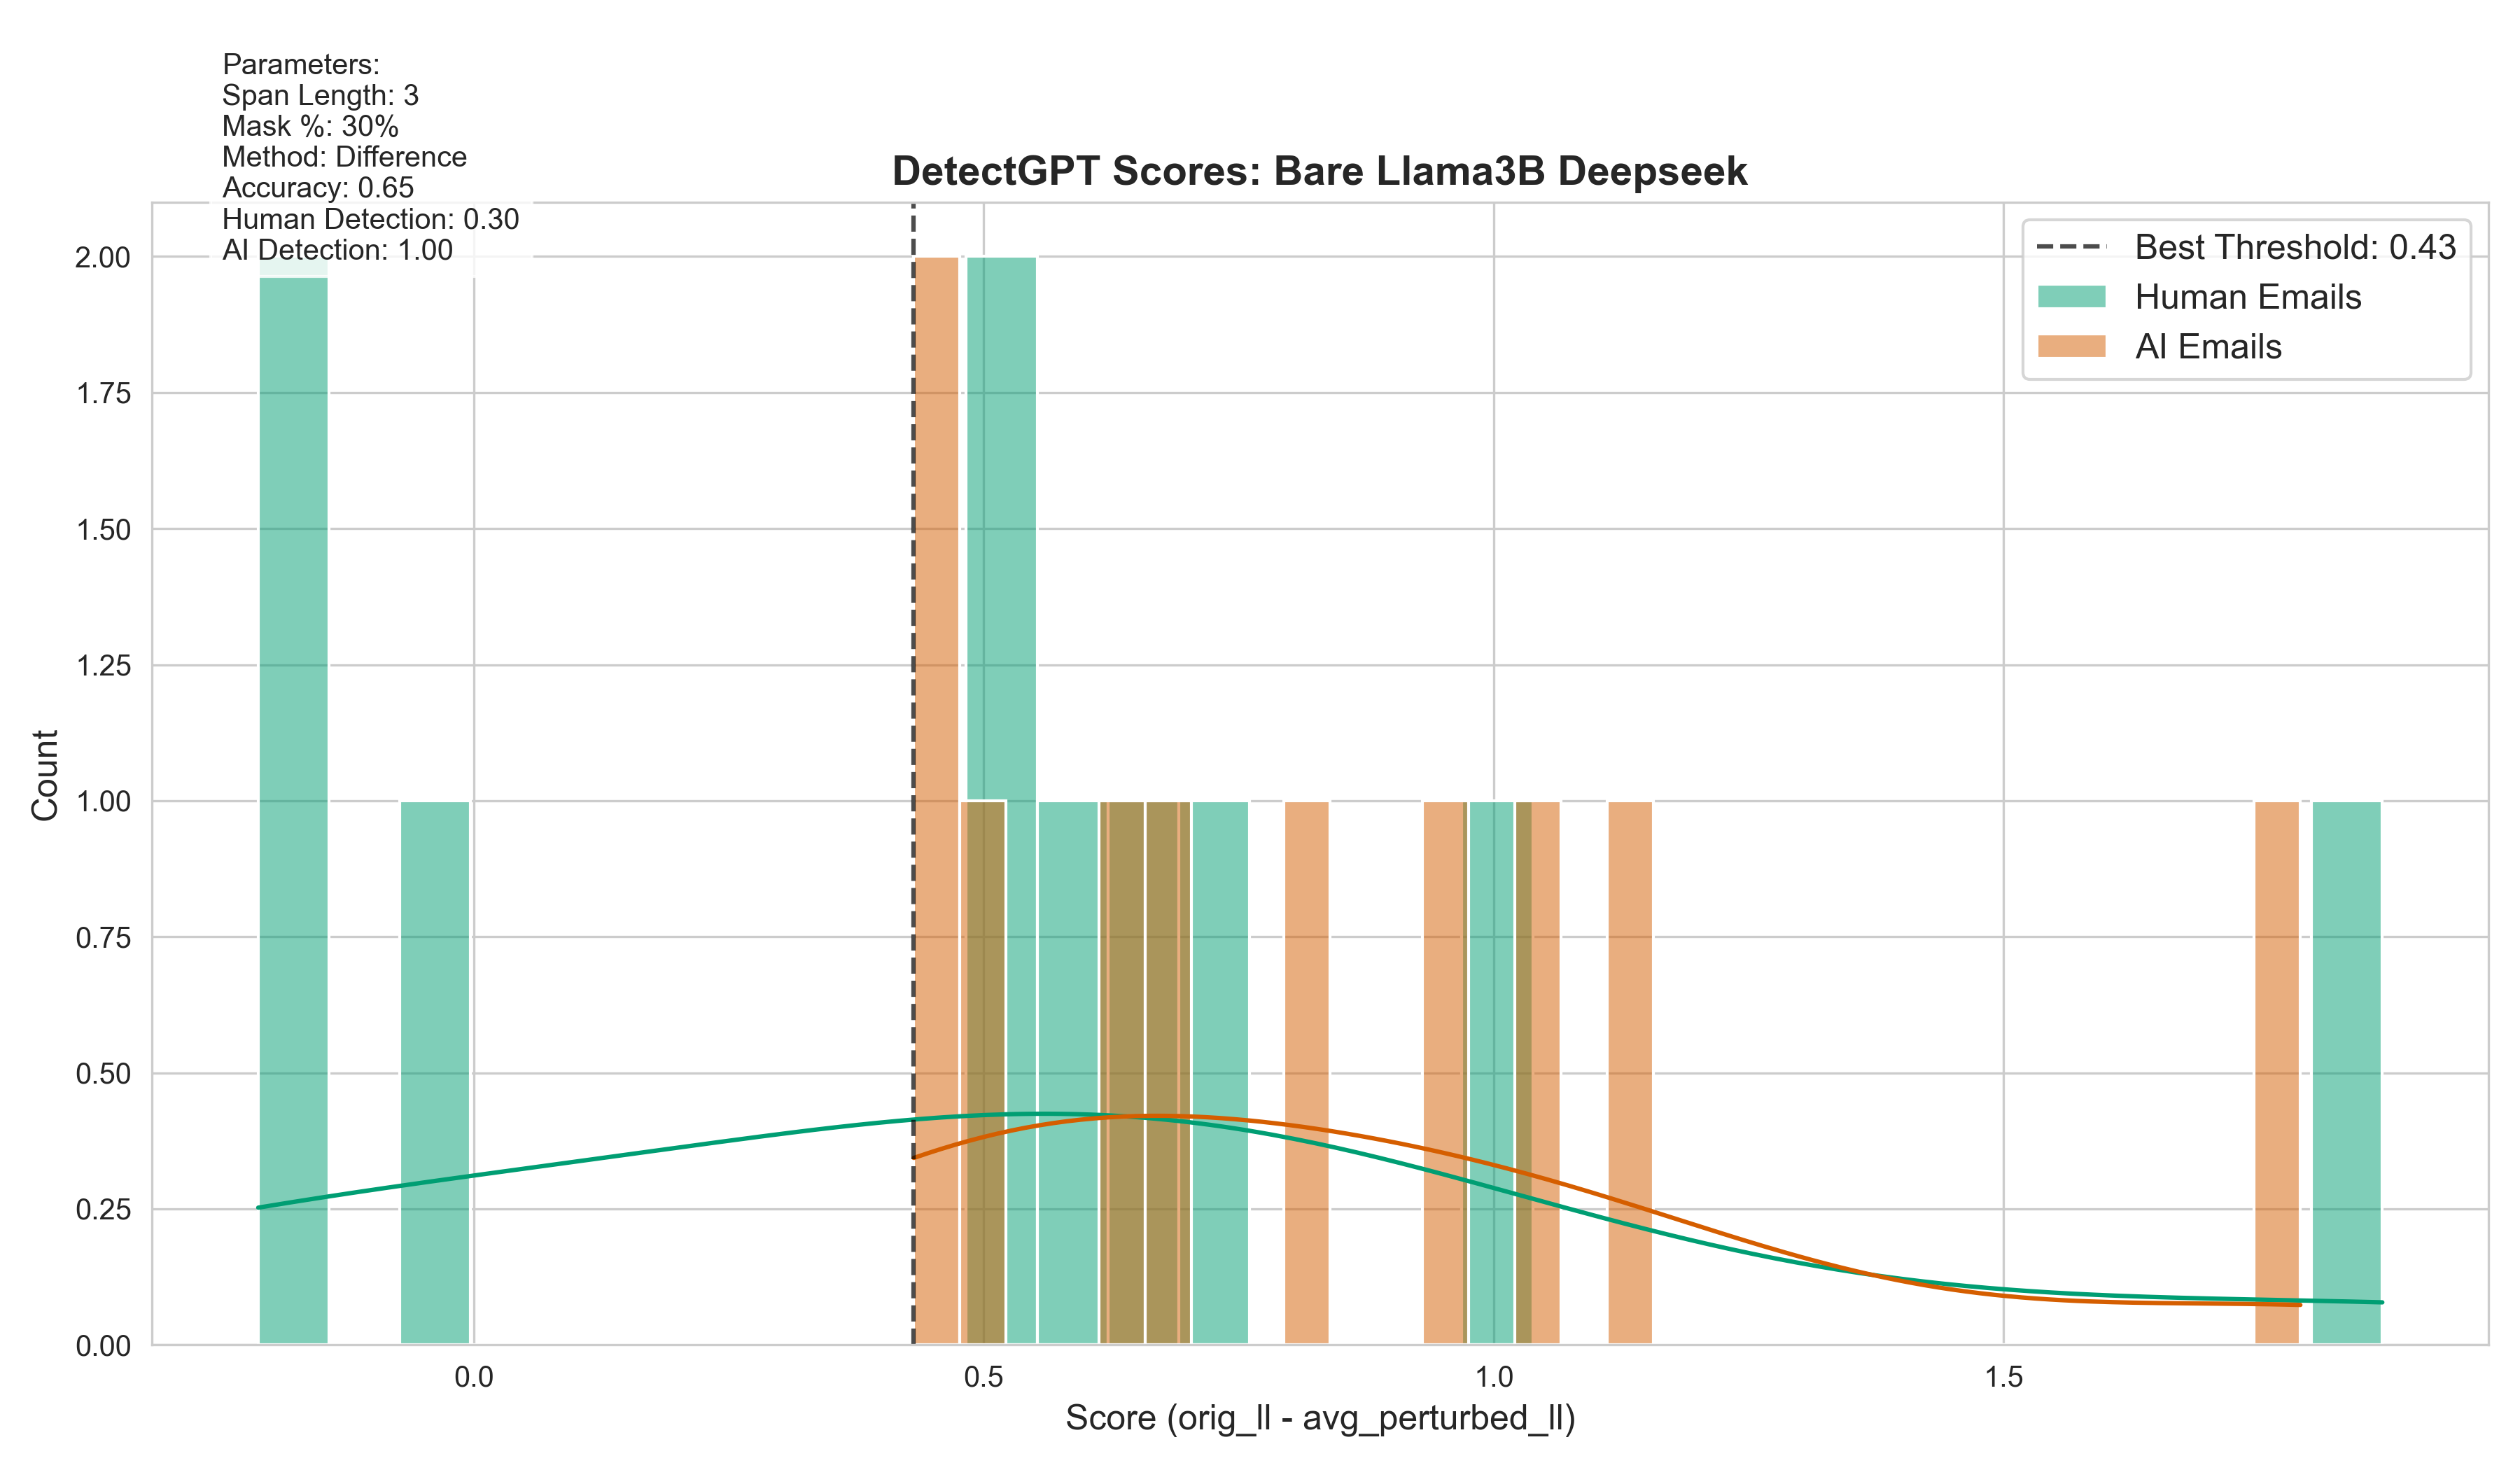 Parameters:
Span Length: 3
Mask %: 30%
Method: Difference
Accuracy: 0.65
Human Detection: 0.30
AI Detection: 1.00
DetectGPT Scores: Bare Llama3B Deepseek
Best Threshold: 0.43
Human Emails
AI Emails
2.00
1.75
1.50
1.25
1.00
0.75
0.50
0.25
0.00
Count
0.0
0.5
1.0
1.5
Score (orig_ll - avg_perturbed_ll)